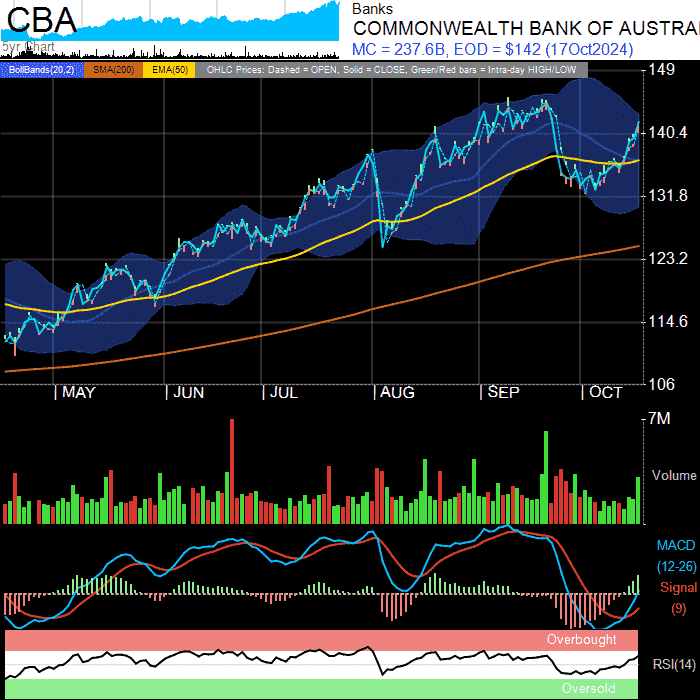 CBA
5yr Chart
Banks
COMMONWEALTH BANK OF AUSTRA
MC = 237.6B, EOD = $142 (17Oct2024)
BollBands(20,2) SMA(200) EMA(50) OHLC Prices: Dashed = OPEN, Solid = CLOSE, Green/Red bars = Intra-day HIGH/LOW
149
140.4
131.8
123.2
114.6
106
MAY JUN JUL AUG SEP OCT
7M
Volume
MACD
(12-26)
Signal
(9)
Overbought
RSI(14)
Oversold